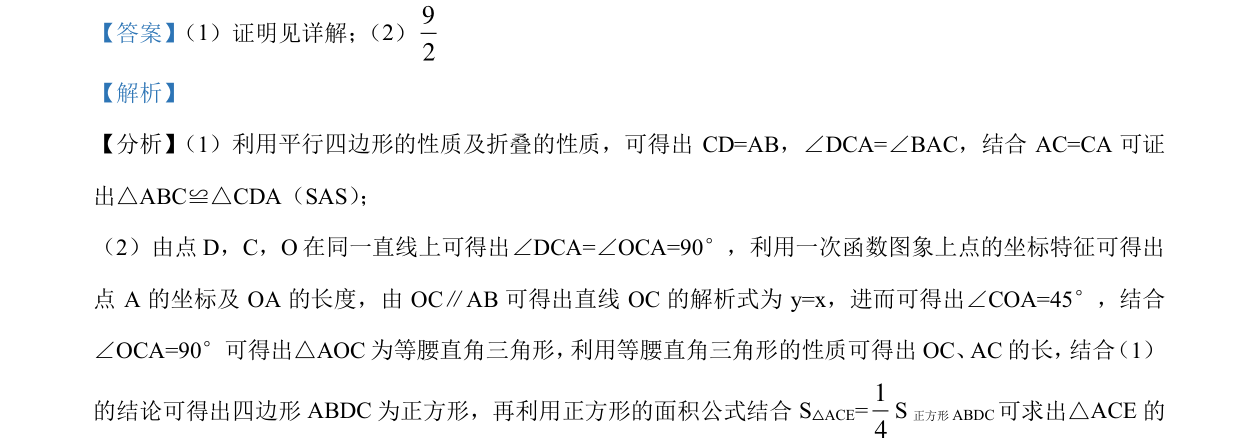 【答案】（1）证明见详解；（2）9/2
【解析】
【分析】（1）利用平行四边形的性质及折叠的性质，可得出 CD=AB，∠DCA=∠BAC，结合 AC=CA 可证
出△ABC≌△CDA（SAS）；
（2）由点 D，C，O 在同一直线上可得出∠DCA=∠OCA=90°，利用一次函数图象上点的坐标特征可得出
点 A 的坐标及 OA 的长度，由 OC∥AB 可得出直线 OC 的解析式为 y=x，进而可得出∠COA=45°，结合
∠OCA=90°可得出△AOC 为等腰直角三角形，利用等腰直角三角形的性质可得出 OC、AC 的长，结合（1）
的结论可得出四边形 ABDC 为正方形，再利用正方形的面积公式结合 S△ACE=1/4 S 正方形 ABDC 可求出△ACE 的